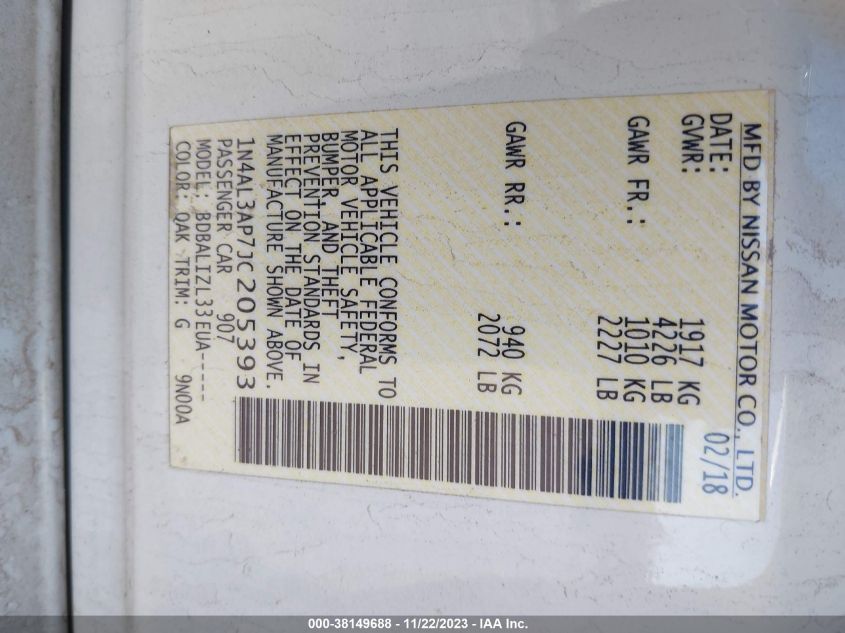 MFD BY NISSAN MOTOR CO., LTD.
DATE: 02/18
GVWR: 1917 KG
4226 LB
GAWR FR.: 1010 KG
2227 LB
GAWR RR.: 940 KG
2072 LB
THIS VEHICLE CONFORMS TO
ALL APPLICABLE FEDERAL
MOTOR VEHICLE SAFETY,
BUMPER, AND THEFT
PREVENTION STANDARDS IN
EFFECT ON THE DATE OF
MANUFACTURE SHOWN ABOVE.
1N4AL3AP7JC205393
PASSENGER CAR 907
MODEL: BDBALIZL33EUA-----
COLOR: QAK TRIM: G 9N00A
000-38149688 - 11/22/2023 - IAA Inc.